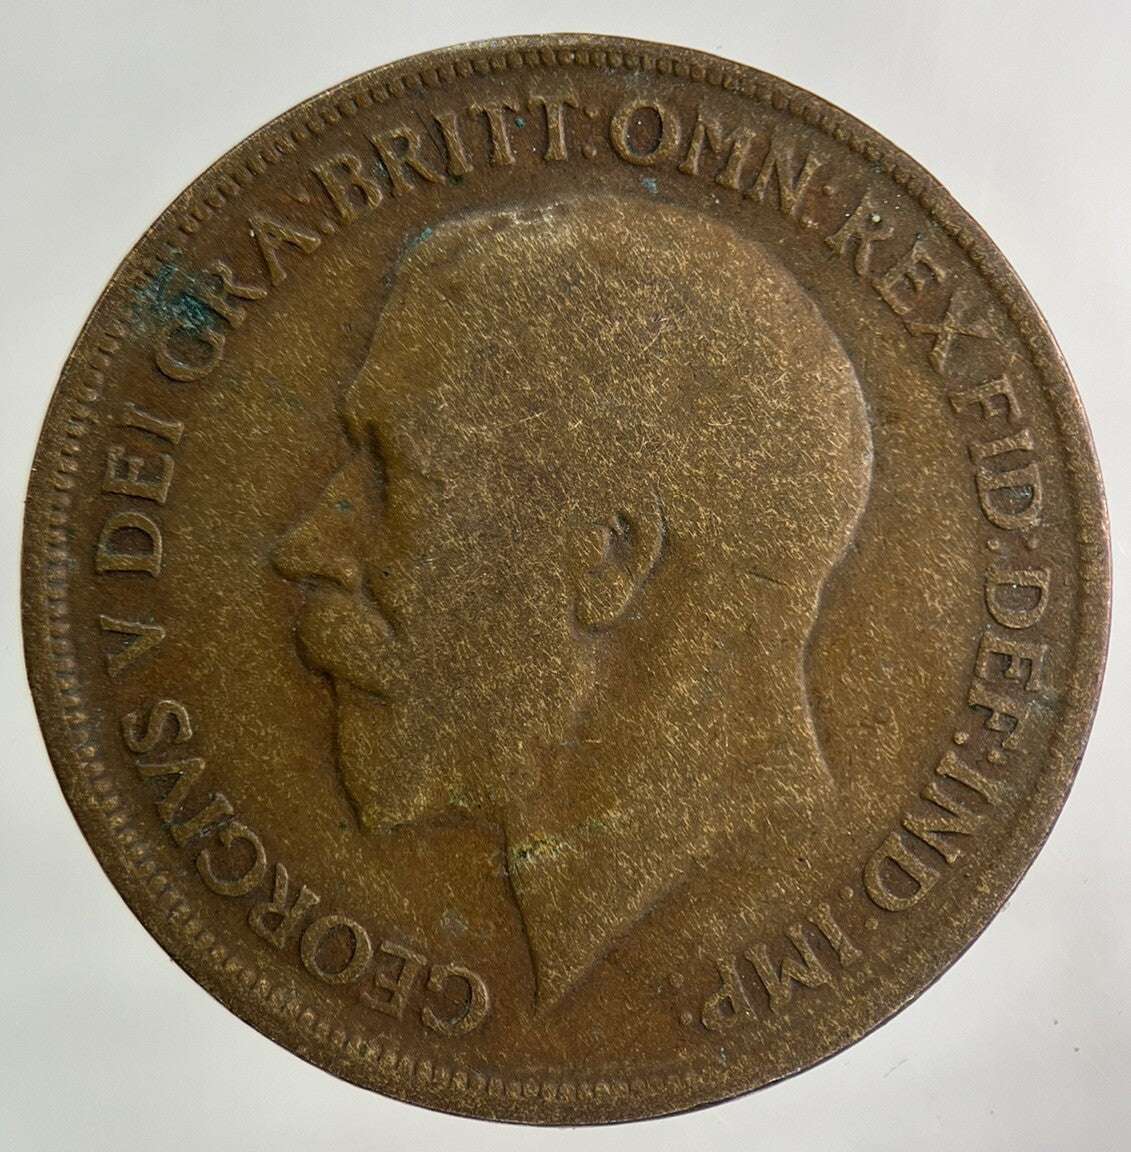 GEORGIVS V DEI GRA: BRITT: OMN: REX FID: DEF: IND: IMP: